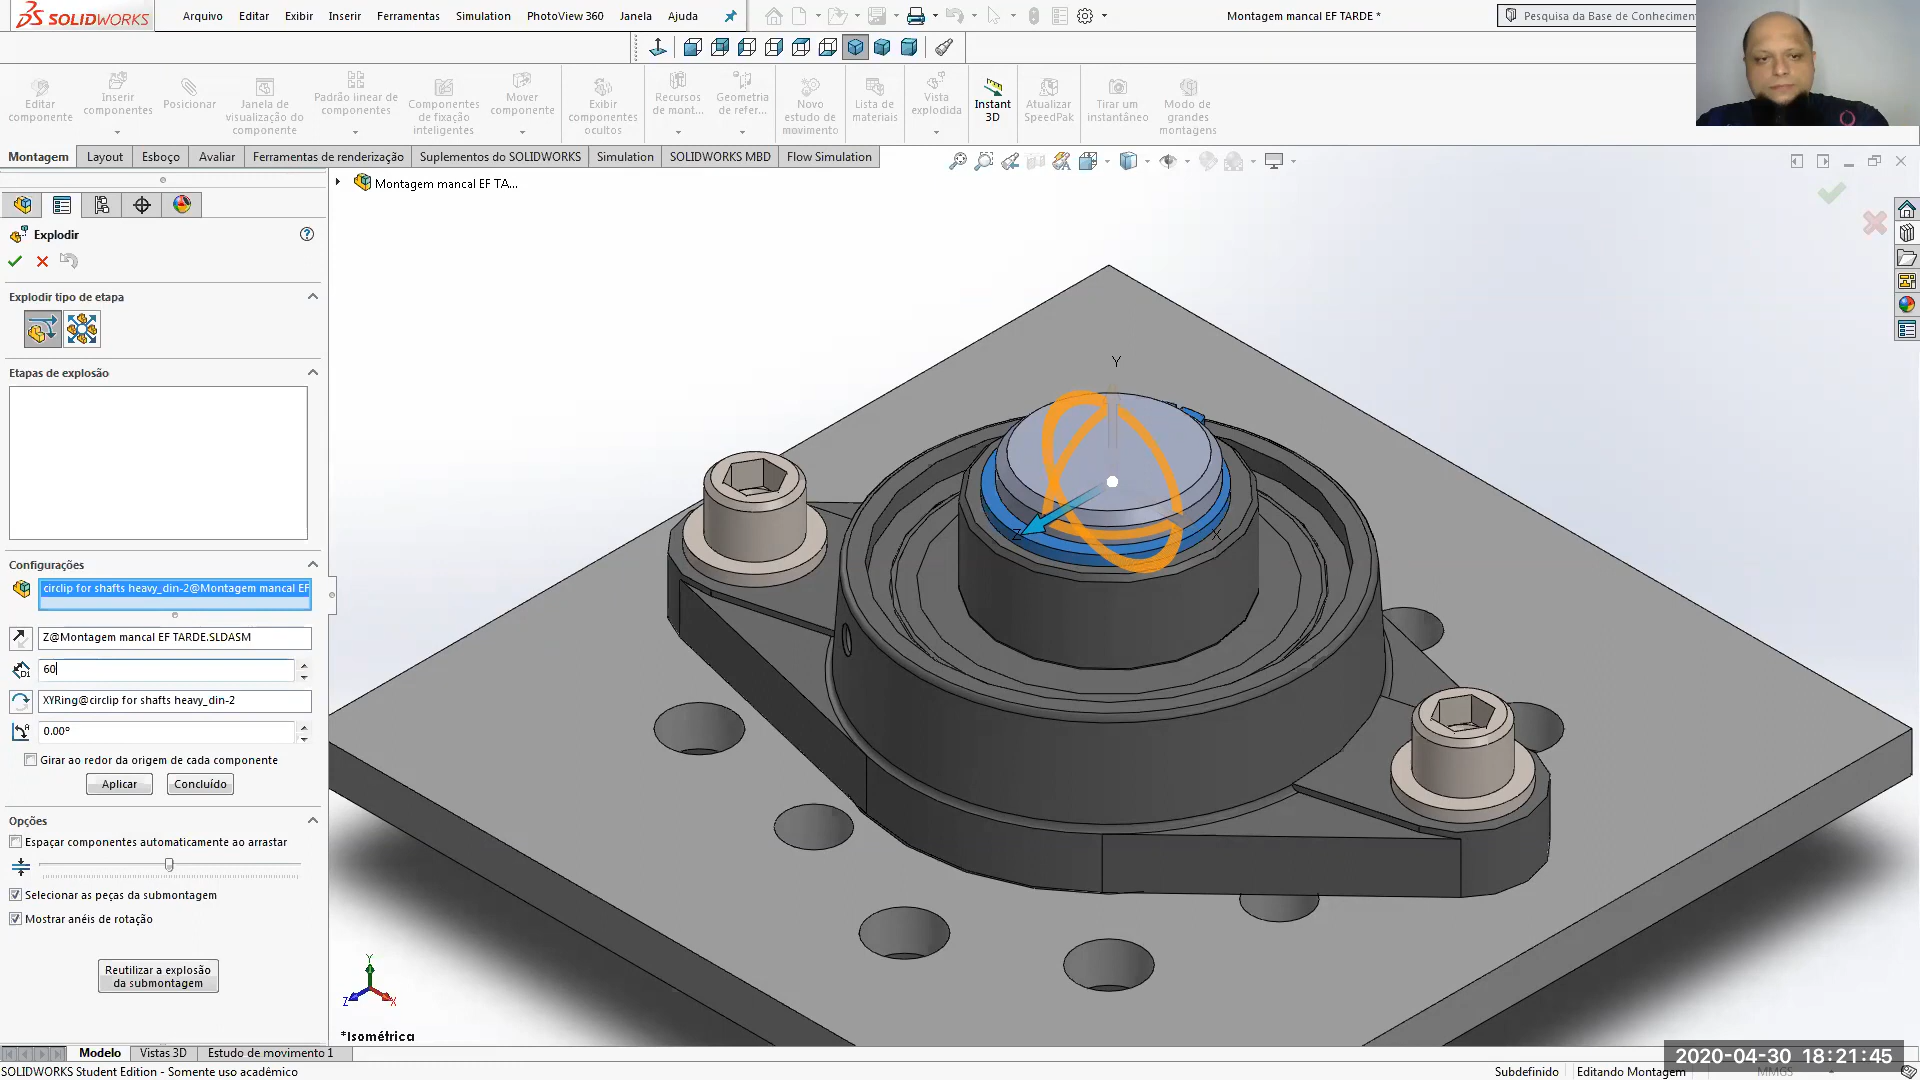 SOLIDWORKS
Arquivo Editar Exibir Inserir Ferramentas Simulation PhotoView 360 Janela Ajuda
Montagem mancal EF TARDE *
Pesquisa da Base de Conhecimen
Editar componente
Inserir componentes
Posicionar
Janela de visualização do componente
Padrão linear de componentes
Componentes de fixação inteligentes
Mover componente
Exibir componentes ocultos
Recursos de mont...
Geometria de refer...
Novo estudo de movimento
Lista de materiais
Vista explodida
Instant 3D
Atualizar SpeedPak
Tirar um instantâneo
Modo de grandes montagens
Montagem Layout Esboço Avaliar Ferramentas de renderização Suplementos do SOLIDWORKS Simulation SOLIDWORKS MBD Flow Simulation
Montagem mancal EF TA...
Explodir
Explodir tipo de etapa
Etapas de explosão
Configurações
circlip for shafts heavy_din-2@Montagem mancal EF
Z@Montagem mancal EF TARDE.SLDASM
60
XYRing@circlip for shafts heavy_din-2
0.00°
Girar ao redor da origem de cada componente
Aplicar Concluído
Opções
Espaçar componentes automaticamente ao arrastar
Selecionar as peças da submontagem
Mostrar anéis de rotação
Reutilizar a explosão
da submontagem
Y
Z
X
Y
Z
X
*Isométrica
Modelo Vistas 3D Estudo de movimento 1
SOLIDWORKS Student Edition - Somente uso acadêmico
Subdefinido Editando Montagem MMGS
2020-04-30 18:21:45